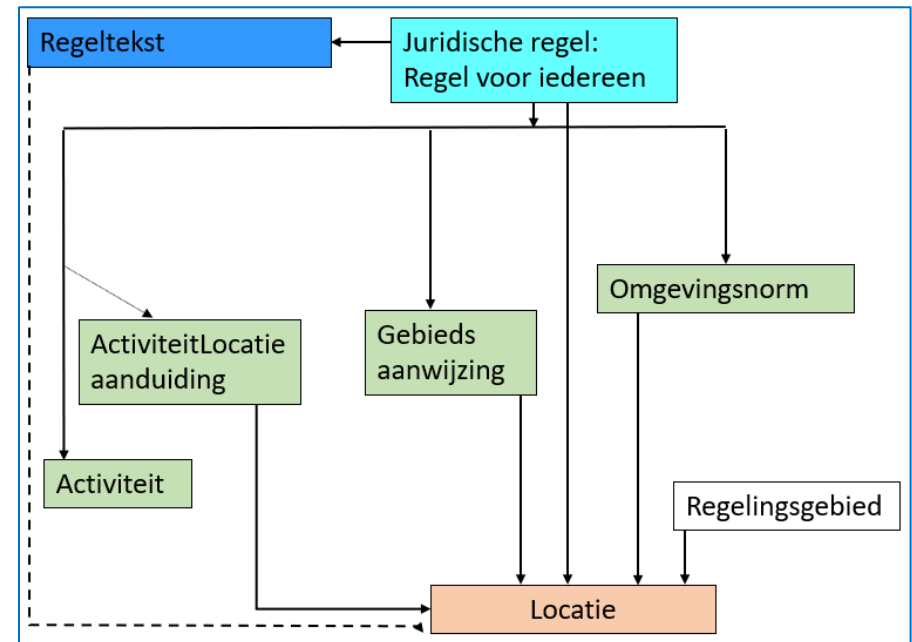 Regeltekst
Juridische regel:
Regel voor iedereen
Omgevingsnorm
ActiviteitLocatie
aanduiding
Gebieds
aanwijzing
Activiteit
Regelingsgebied
Locatie